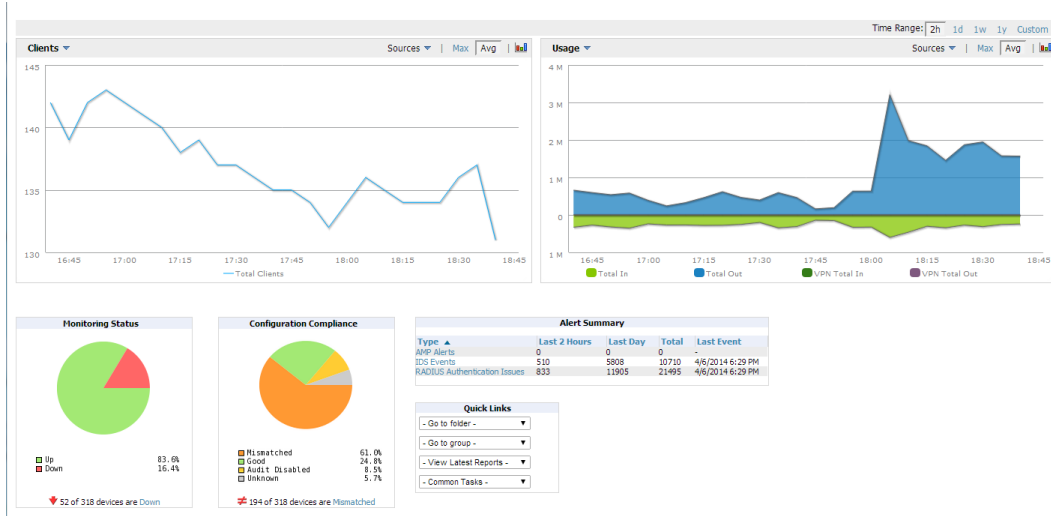 Time Range: 2h 1d 1w 1y Custom
Clients Sources | Max Avg |
145
140
135
130
16:45 17:00 17:15 17:30 17:45 18:00 18:15 18:30 18:45
Total Clients
Usage Sources | Max Avg |
4 M
3 M
2 M
1 M
0
1 M
16:45 17:00 17:15 17:30 17:45 18:00 18:15 18:30 18:45
Total In Total Out VPN Total In VPN Total Out
Monitoring Status
Up 83.6%
Down 16.4%
52 of 318 devices are Down
Configuration Compliance
Mismatched 61.0%
Good 24.8%
Audit Disabled 8.5%
Unknown 5.7%
194 of 318 devices are Mismatched
Alert Summary
Type Last 2 Hours Last Day Total Last Event
AMP Alerts 0 0 0 -
IDS Events 510 5808 10710 4/6/2014 6:29 PM
RADIUS Authentication Issues 833 11905 21495 4/6/2014 6:29 PM
Quick Links
- Go to folder -
- Go to group -
- View Latest Reports -
- Common Tasks -